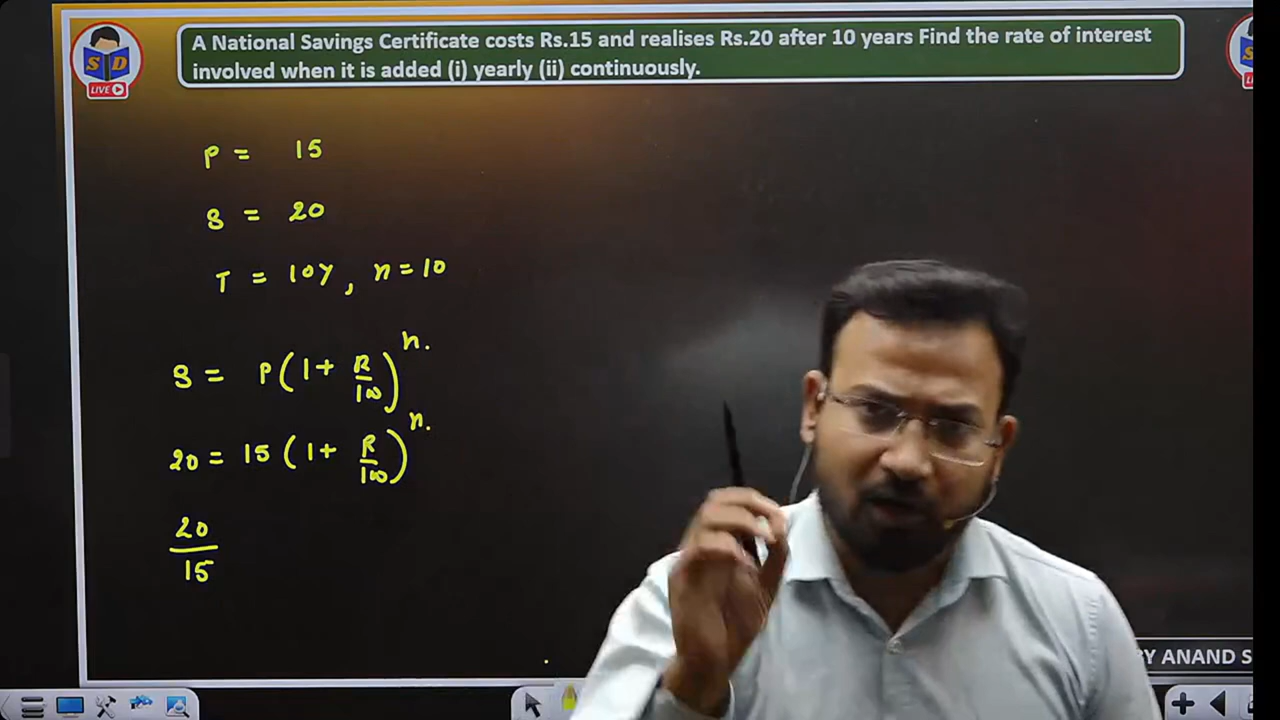 A National Savings Certificate costs Rs.15 and realises Rs.20 after 10 years Find the rate of interest
involved when it is added (i) yearly (ii) continuously.
S D
LIVE
P = 15
S = 20
T = 10Y, n = 10
S = P(1 + R/100)^n.
20 = 15(1 + R/100)^n.
20/15
BY ANAND S